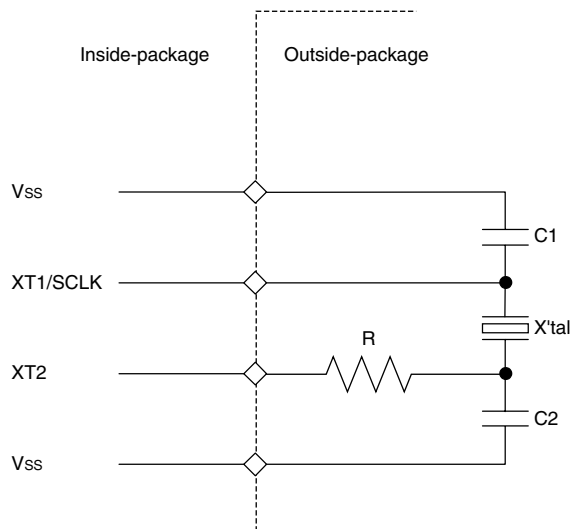 Inside-package
Outside-package
Vss
C1
XT1/SCLK
X'tal
R
XT2
C2
Vss